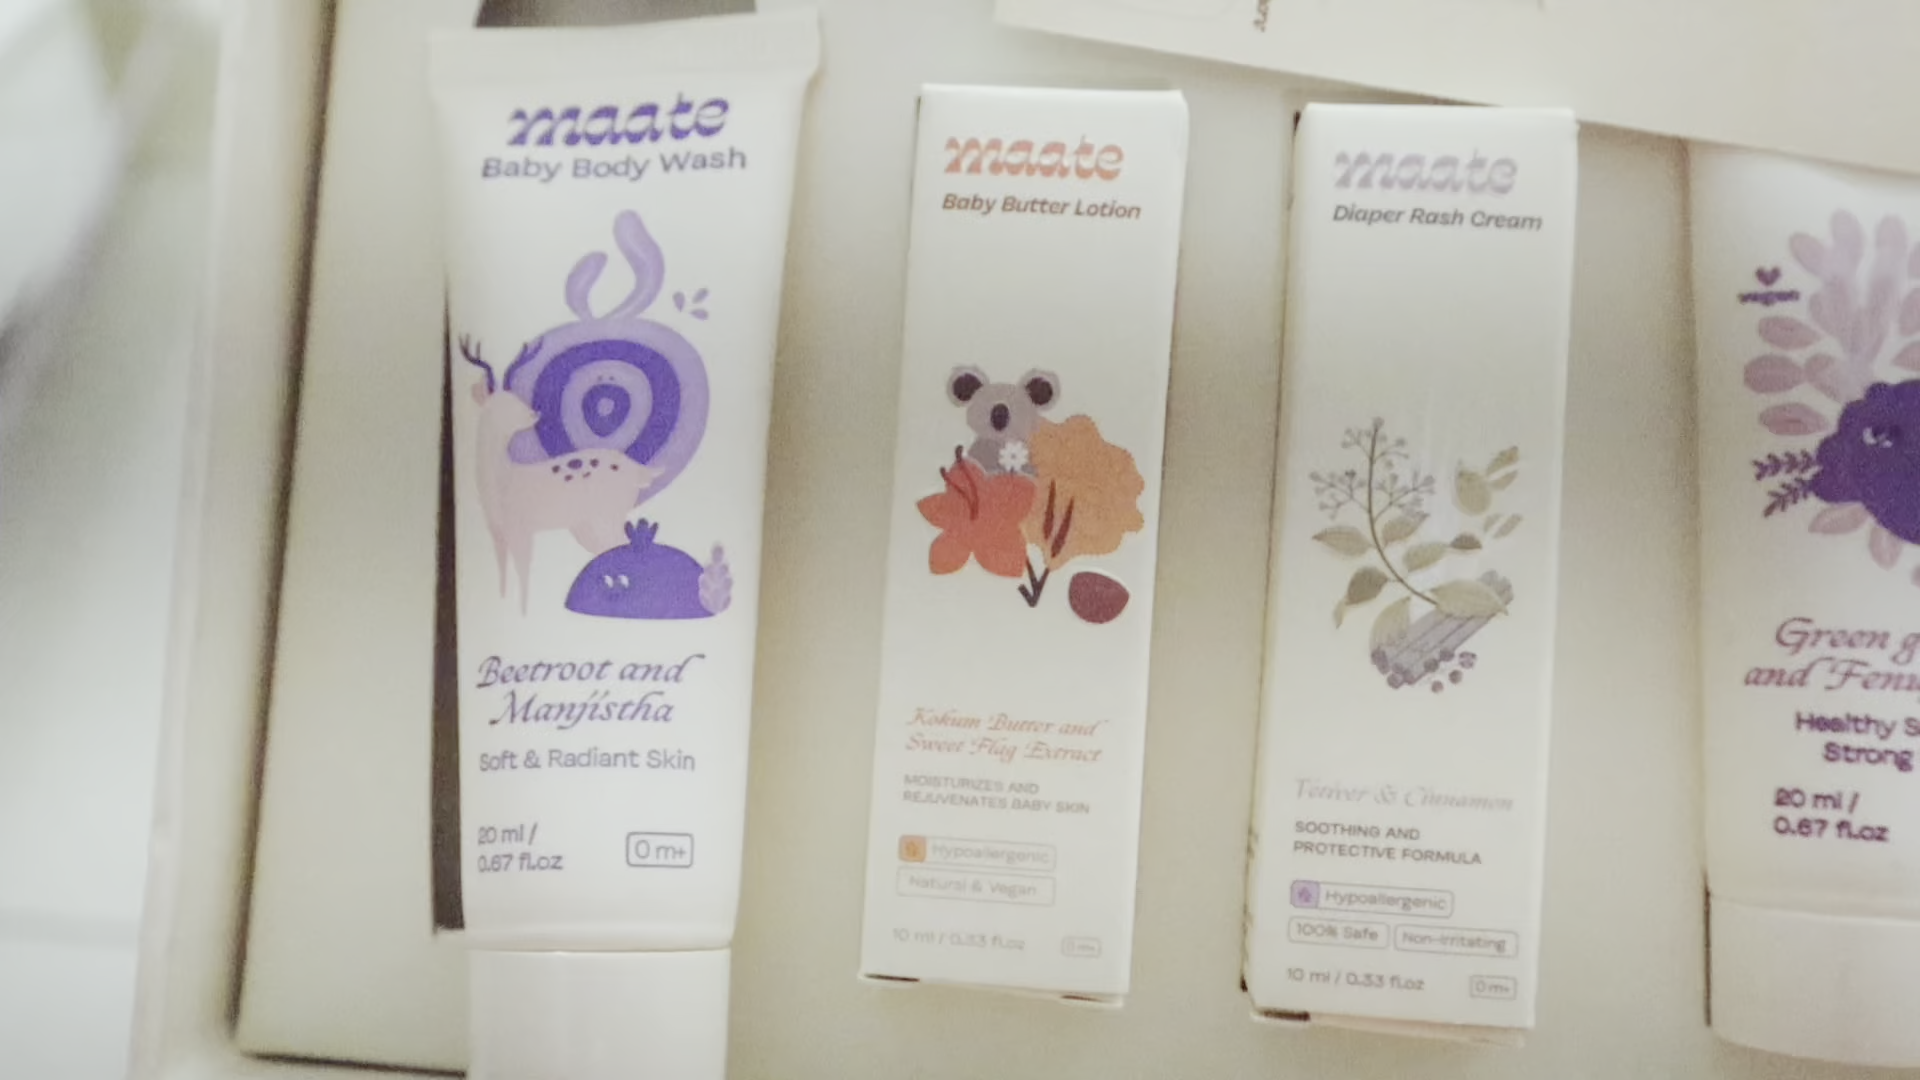 maate
Baby Body Wash
Beetroot and
Manjistha
Soft & Radiant Skin
20 ml /
0.67 fl.oz
0 m+
maate
Baby Butter Lotion
Kokum Butter and
Sweet Flag Extract
MOISTURIZES AND
REJUVENATES BABY SKIN
Hypoallergenic
Natural & Vegan
10 ml / 0.33 fl.oz
0 m+
maate
Diaper Rash Cream
Vetiver & Cinnamon
SOOTHING AND
PROTECTIVE FORMULA
Hypoallergenic
100% Safe
Non-irritating
10 ml / 0.33 fl.oz
0 m+
vegan
Green
and
Healthy
Strong
20 ml /
0.67 fl.oz